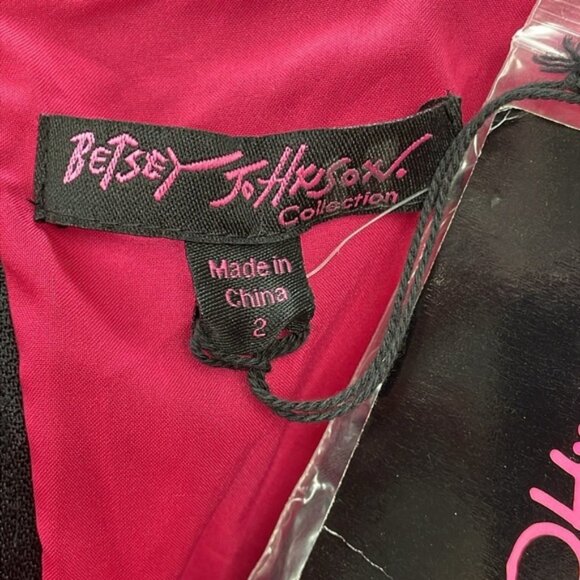 BETSEY JOHNSON.
Collection
Made in
China
2